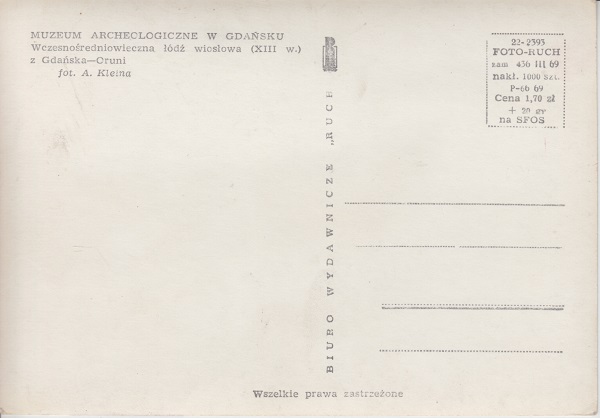 MUZEUM ARCHEOLOGICZNE W GDAŃSKU
Wczesnośredniowieczna łódź wiosłowa (XIII w.)
z Gdańska—Oruni
fot. A. Kleina
BIURO WYDAWNICZE „RUCH
22-2393
FOTO-RUCH
zam 436 III 69
nakł. 1000 szt.
P-66 69
Cena 1,70 zł
+ 20 gr
na SFOS
Wszelkie prawa zastrzeżone